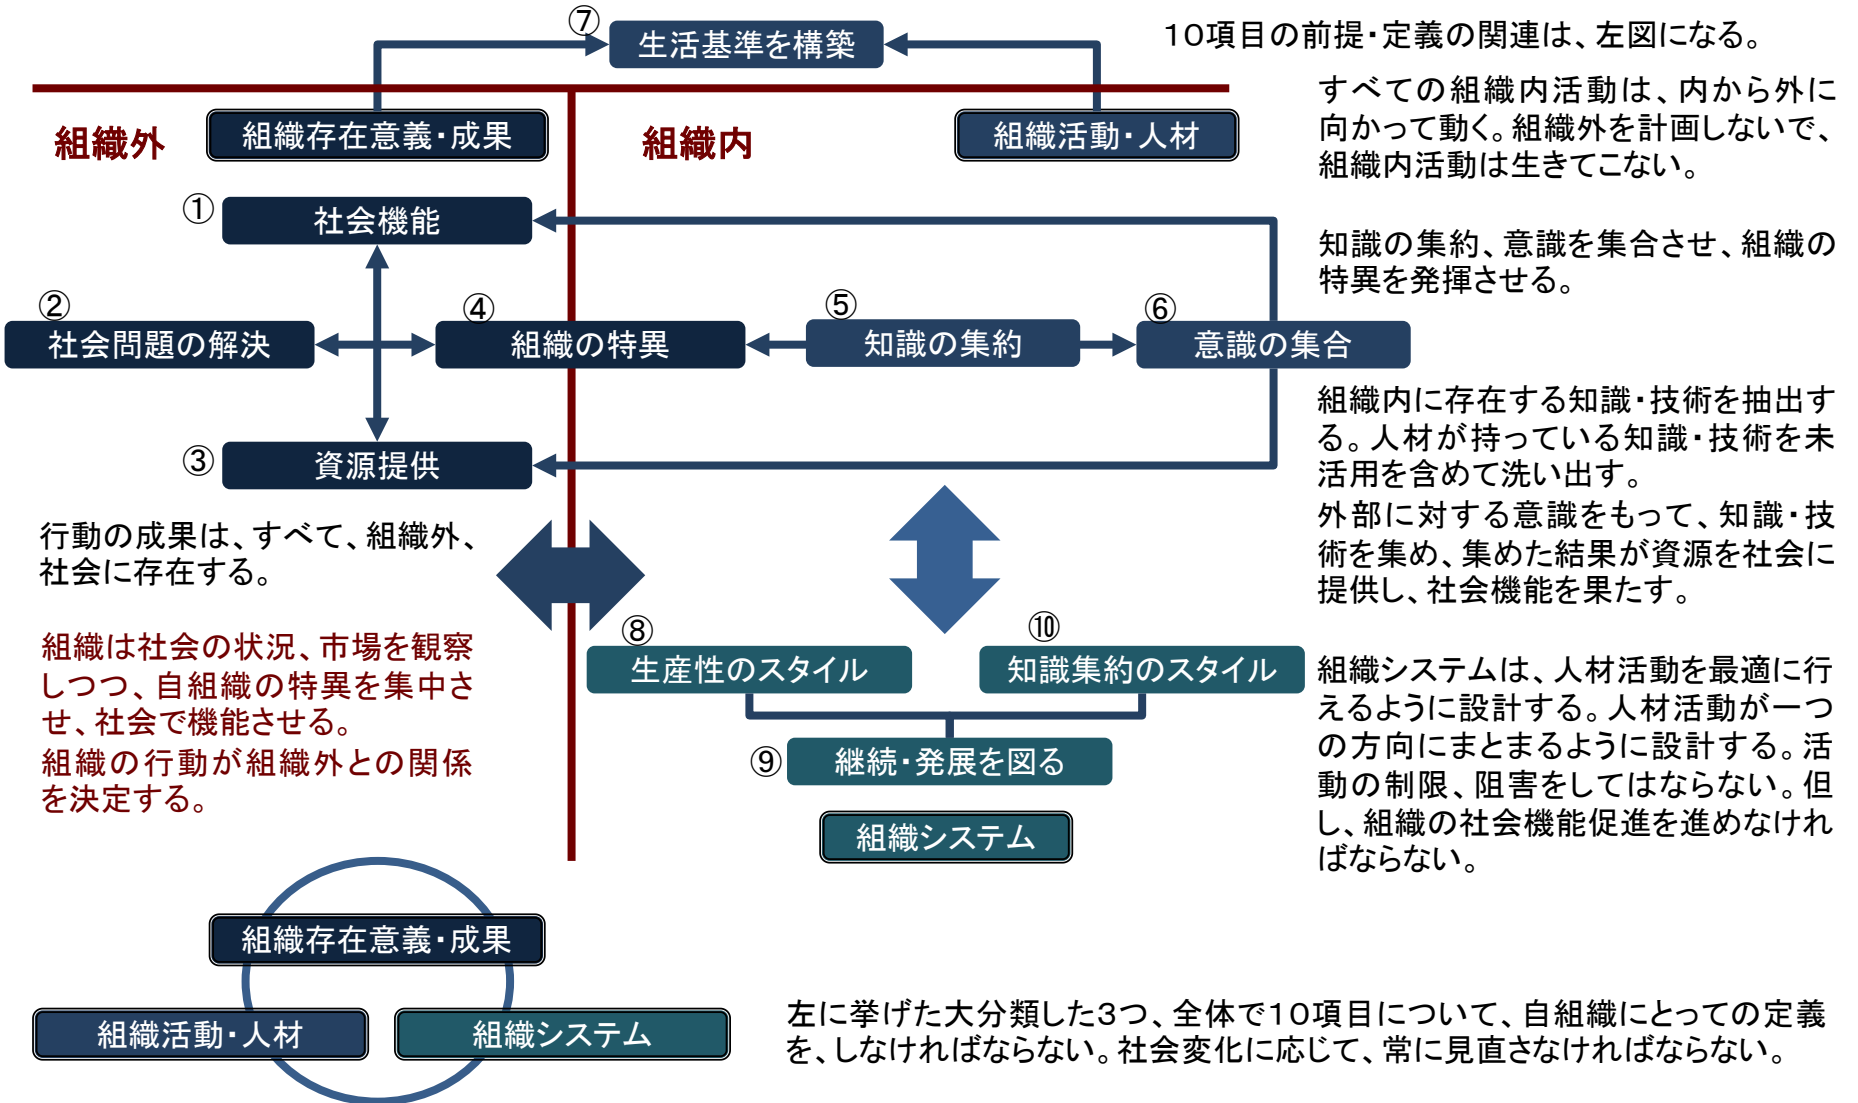 ⑦
生活基準を構築
10項目の前提・定義の関連は、左図になる。
組織外
組織存在意義・成果
組織内
組織活動・人材
すべての組織内活動は、内から外に
向かって動く。組織外を計画しないで、
組織内活動は生きてこない。
①
社会機能
知識の集約、意識を集合させ、組織の
特異を発揮させる。
②
社会問題の解決
④
組織の特異
⑤
知識の集約
⑥
意識の集合
③
資源提供
組織内に存在する知識・技術を抽出す
る。人材が持っている知識・技術を未
活用を含めて洗い出す。
外部に対する意識をもって、知識・技
術を集め、集めた結果が資源を社会に
提供し、社会機能を果たす。
行動の成果は、すべて、組織外、
社会に存在する。
組織は社会の状況、市場を観察
しつつ、自組織の特異を集中さ
せ、社会で機能させる。
組織の行動が組織外との関係
を決定する。
⑧
生産性のスタイル
⑩
知識集約のスタイル
⑨
継続・発展を図る
組織システム
組織システムは、人材活動を最適に行
えるように設計する。人材活動が一つ
の方向にまとまるように設計する。活
動の制限、阻害をしてはならない。但
し、組織の社会機能促進を進めなけれ
ばならない。
組織存在意義・成果
組織活動・人材
組織システム
左に挙げた大分類した3つ、全体で10項目について、自組織にとっての定義
を、しなければならない。社会変化に応じて、常に見直さなければならない。